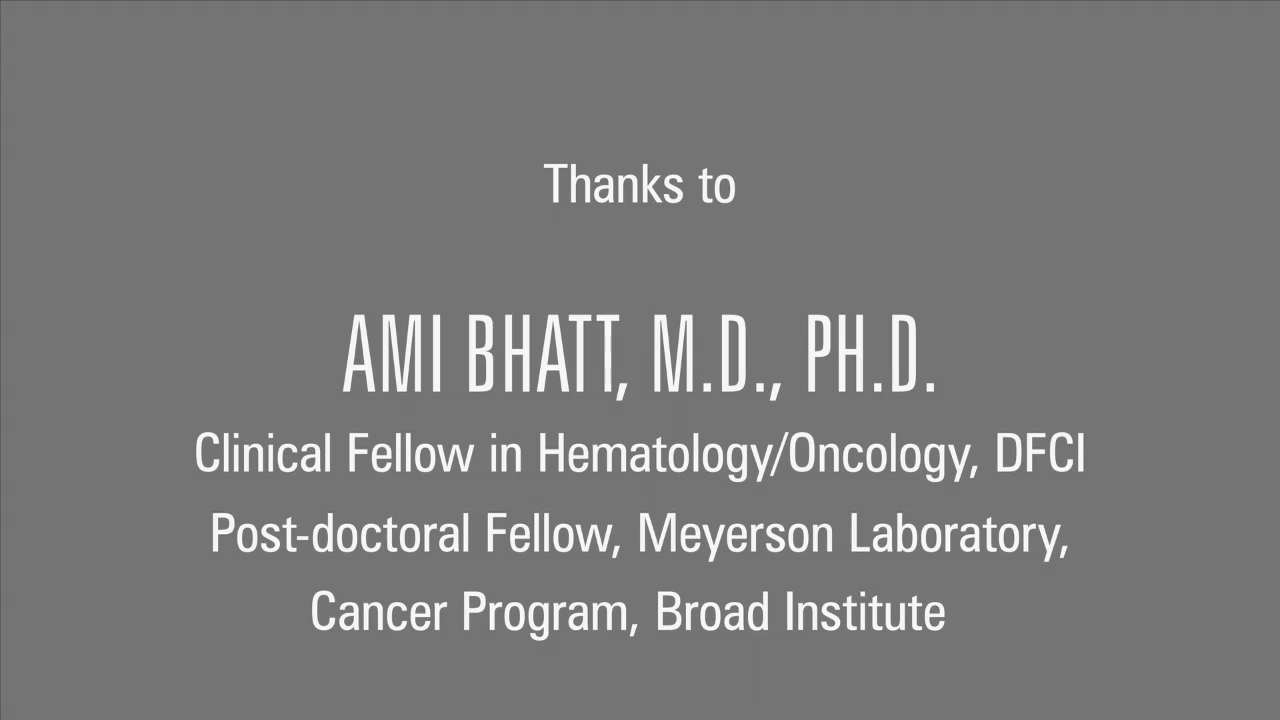 Thanks to
AMI BHATT, M.D., PH.D.
Clinical Fellow in Hematology/Oncology, DFCI
Post-doctoral Fellow, Meyerson Laboratory,
Cancer Program, Broad Institute